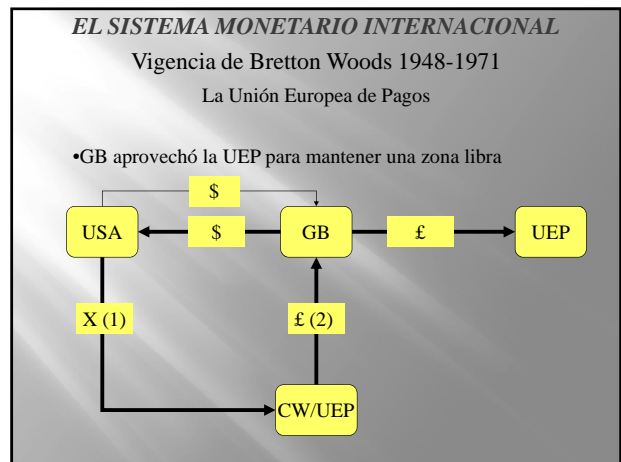 EL SISTEMA MONETARIO INTERNACIONAL
Vigencia de Bretton Woods 1948-1971
La Unión Europea de Pagos
•GB aprovechó la UEP para mantener una zona libra
$
USA
$
GB
£
UEP
X (1)
£ (2)
CW/UEP